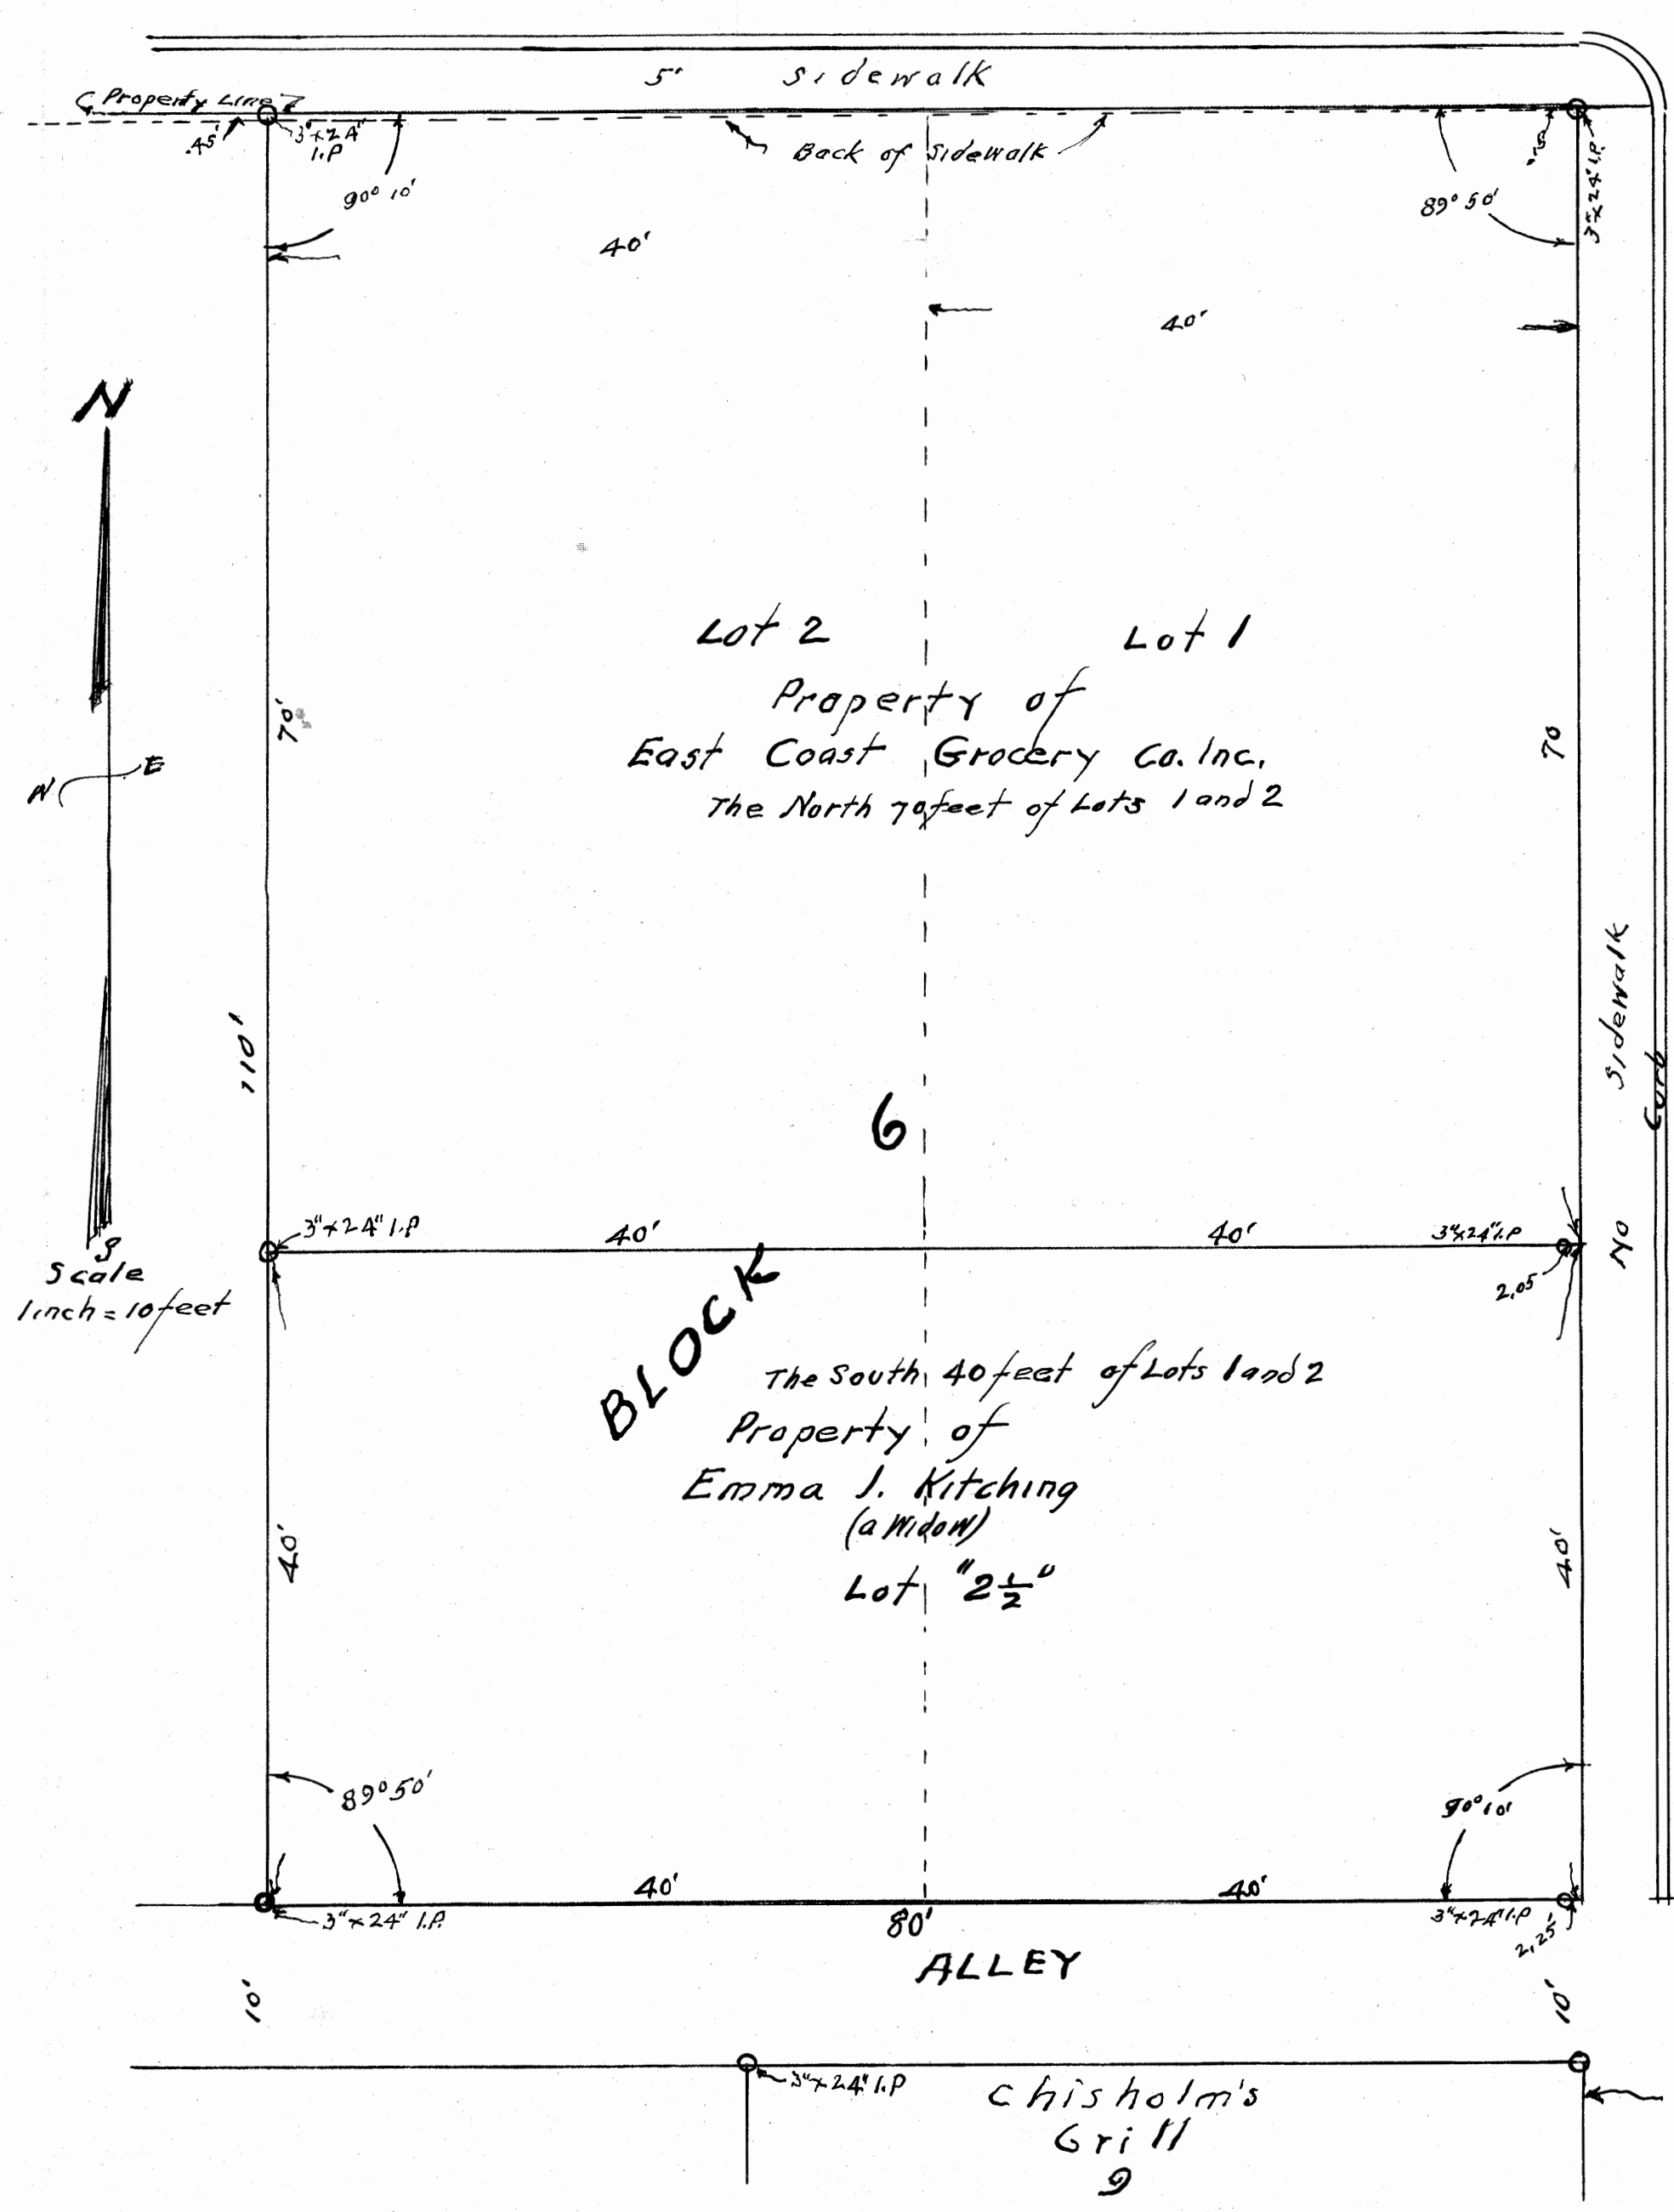 5' Sidewalk
Property Line
.45'
3"x24"
I.P
Back of Sidewalk
90° 10'
89° 50'
3"x24" I.P.
40'
40'
N
Lot 2 Lot 1
Property of
East Coast Grocery Co. Inc.
The North 70 feet of Lots 1 and 2
70'
70
W E
110'
Sidewalk
Curb
6
No
3"x24" I.P
40'
40'
3"x24" I.P
2.05
S
Scale
1 inch = 10 feet
BLOCK
The South 40 feet of Lots 1 and 2
Property of
Emma J. Kitching
(a Widow)
Lot "2½"
40'
40'
89° 50'
90° 10'
40'
40'
3"x24" I.P.
80'
3"x24" I.P
2.25'
ALLEY
10'
10'
3"x24" I.P
Chisholm's
Grill
9